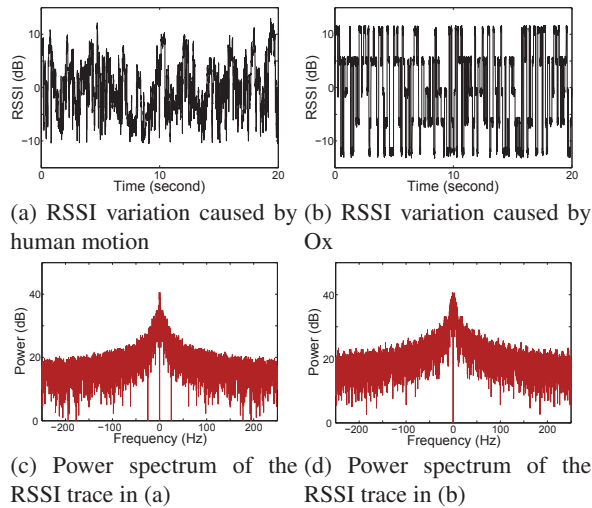 10
0
−10
RSSI (dB)
0 10 20
Time (second)
10
0
−10
RSSI (dB)
0 10 20
Time (second)
(a) RSSI variation caused by human motion
(b) RSSI variation caused by Ox
40
20
0
Power (dB)
−200 −100 0 100 200
Frequency (Hz)
40
20
0
Power (dB)
−200 −100 0 100 200
Frequency (Hz)
(c) Power spectrum of the RSSI trace in (a)
(d) Power spectrum of the RSSI trace in (b)